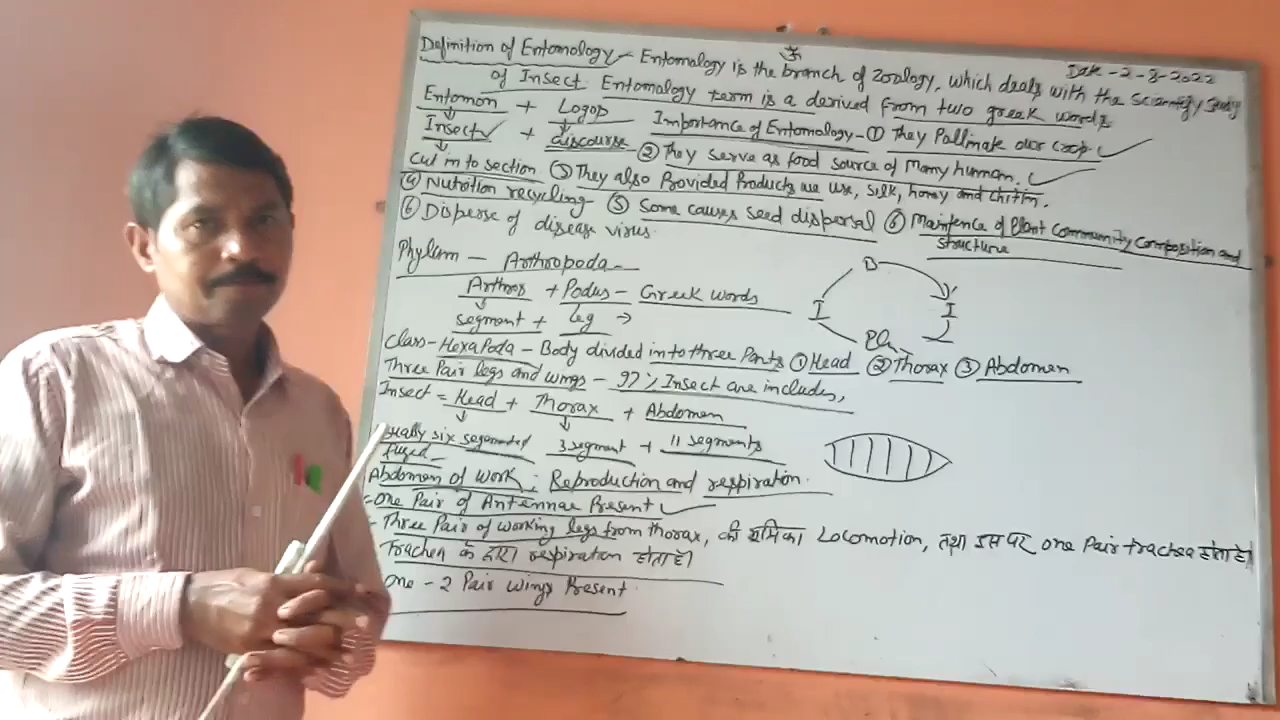 ॐ
Date - 2-3-2022
Definition of Entomology - Entomology is the branch of Zoology, which deals with the scientify study
of Insect. Entomology term is a derived from two greek words
Entomon + Logos
Insect + discourse Importance of Entomology - ① They Pollinate our crop
Cut in to section ② They serve as food source of many human.
③ They also Provided Products we use, silk, honey and chitin.
④ Nutrition recycling ⑤ Some causes seed dispersal ⑥ Maintence of Plant Community Composition and
structure
⑥ Disperse of disease virus.
Phylum - Arthropoda -
Arthros + Podus - Greek words
segment + leg →
Class - Hexapoda - Body divided in to three Parts ① Head ② Thorax ③ Abdomen
Three Pair legs and wings - 97% Insect are includes,
Insect = Head + Thorax + Abdomen
usually six segmented 3 segment + 11 segments
fused -
Abdomen of work : Reproduction and respiration.
- One Pair of Antennae Present
- Three Pair of working legs from thorax, की भूमिका Locomotion, तथा इस पर one Pair trachea होता है।
Trachea के द्वारा respiration होता है।
One - 2 Pair wings Present
I
I